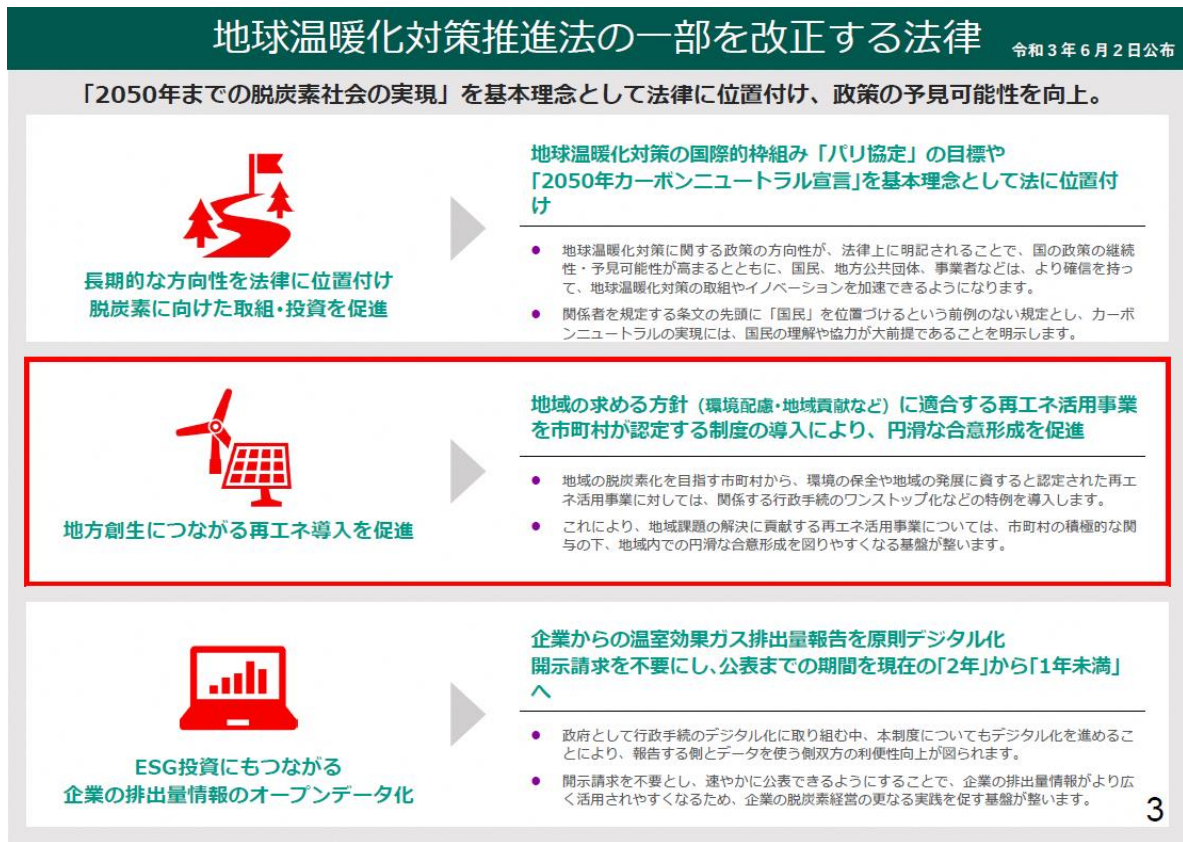 地球温暖化対策推進法の一部を改正する法律 令和3年6月2日公布
「2050年までの脱炭素社会の実現」を基本理念として法律に位置付け、政策の予見可能性を向上。
長期的な方向性を法律に位置付け
脱炭素に向けた取組・投資を促進
地球温暖化対策の国際的枠組み「パリ協定」の目標や
「2050年カーボンニュートラル宣言」を基本理念として法に位置付
け
● 地球温暖化対策に関する政策の方向性が、法律上に明記されることで、国の政策の継続
性・予見可能性が高まるとともに、国民、地方公共団体、事業者などは、より確信を持っ
て、地球温暖化対策の取組やイノベーションを加速できるようになります。
● 関係者を規定する条文の先頭に「国民」を位置づけるという前例のない規定とし、カーボ
ンニュートラルの実現には、国民の理解や協力が大前提であることを明示します。
地方創生につながる再エネ導入を促進
地域の求める方針（環境配慮・地域貢献など）に適合する再エネ活用事業
を市町村が認定する制度の導入により、円滑な合意形成を促進
● 地域の脱炭素化を目指す市町村から、環境の保全や地域の発展に資すると認定された再エ
ネ活用事業に対しては、関係する行政手続のワンストップ化などの特例を導入します。
● これにより、地域課題の解決に貢献する再エネ活用事業については、市町村の積極的な関
与の下、地域内での円滑な合意形成を図りやすくなる基盤が整います。
ESG投資にもつながる
企業の排出量情報のオープンデータ化
企業からの温室効果ガス排出量報告を原則デジタル化
開示請求を不要にし、公表までの期間を現在の「2年」から「1年未満」
へ
● 政府として行政手続のデジタル化に取り組む中、本制度についてもデジタル化を進めるこ
とにより、報告する側とデータを使う側双方の利便性向上が図られます。
● 開示請求を不要とし、速やかに公表できるようにすることで、企業の排出量情報がより広
く活用されやすくなるため、企業の脱炭素経営の更なる実践を促す基盤が整います。
3